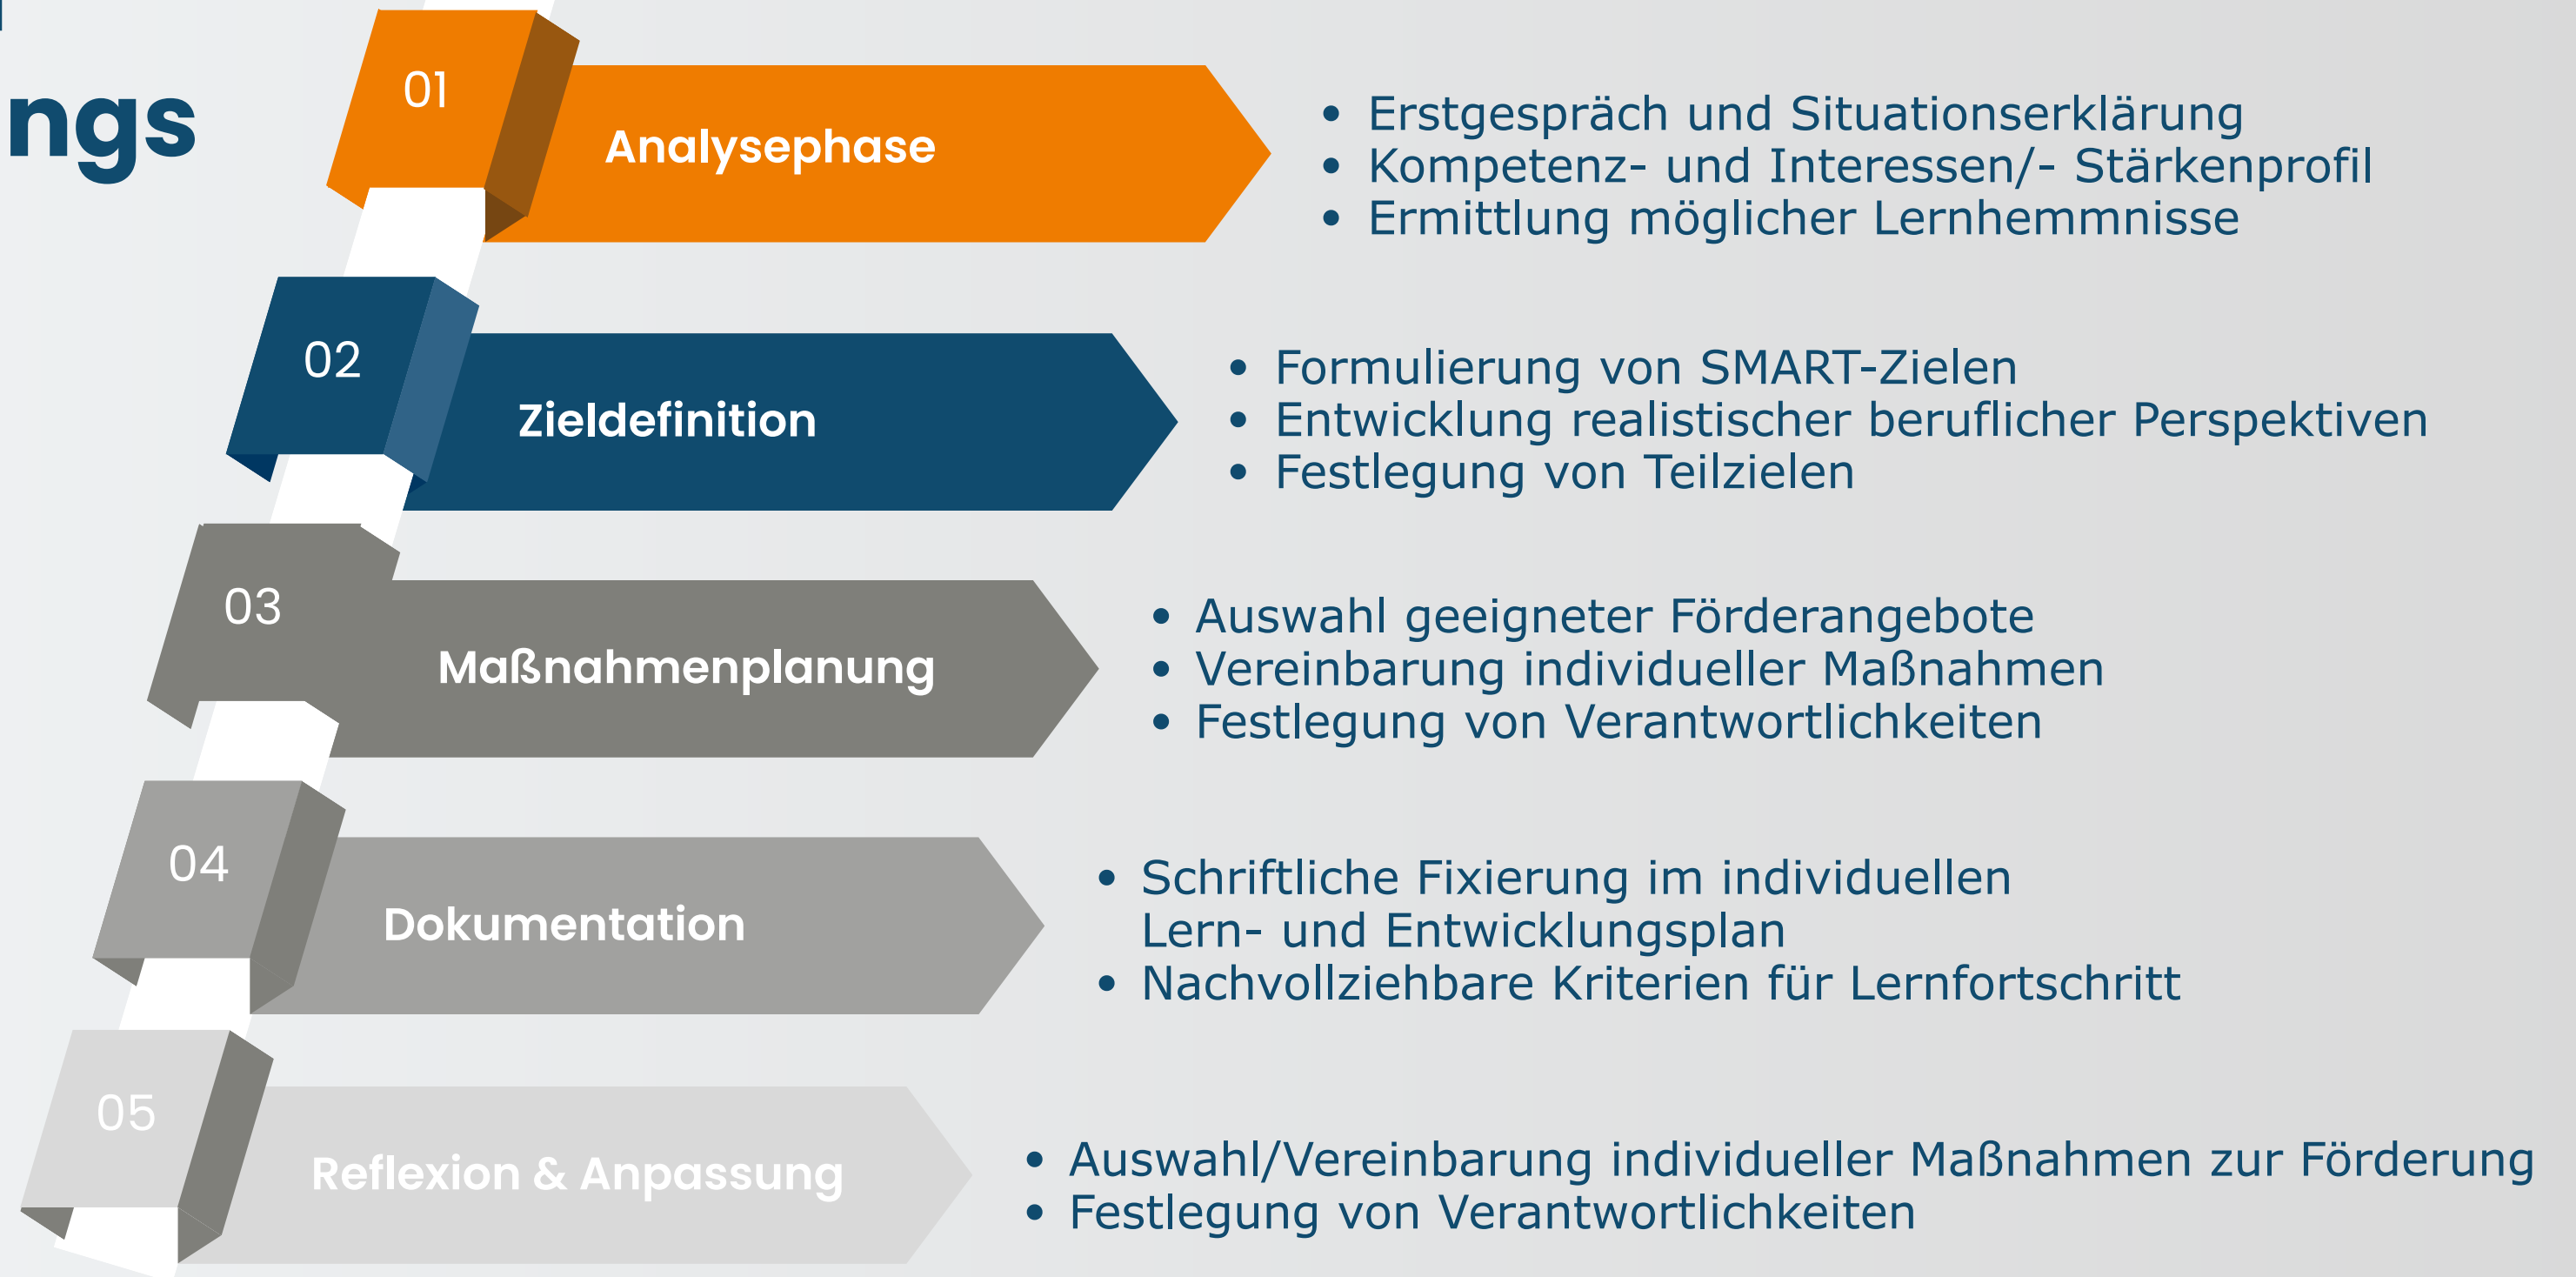 ngs
01
Analysephase
• Erstgespräch und Situationserklärung
• Kompetenz- und Interessen/- Stärkenprofil
• Ermittlung möglicher Lernhemmnisse
02
Zieldefinition
• Formulierung von SMART-Zielen
• Entwicklung realistischer beruflicher Perspektiven
• Festlegung von Teilzielen
03
Maßnahmenplanung
• Auswahl geeigneter Förderangebote
• Vereinbarung individueller Maßnahmen
• Festlegung von Verantwortlichkeiten
04
Dokumentation
• Schriftliche Fixierung im individuellen
Lern- und Entwicklungsplan
• Nachvollziehbare Kriterien für Lernfortschritt
05
Reflexion & Anpassung
• Auswahl/Vereinbarung individueller Maßnahmen zur Förderung
• Festlegung von Verantwortlichkeiten